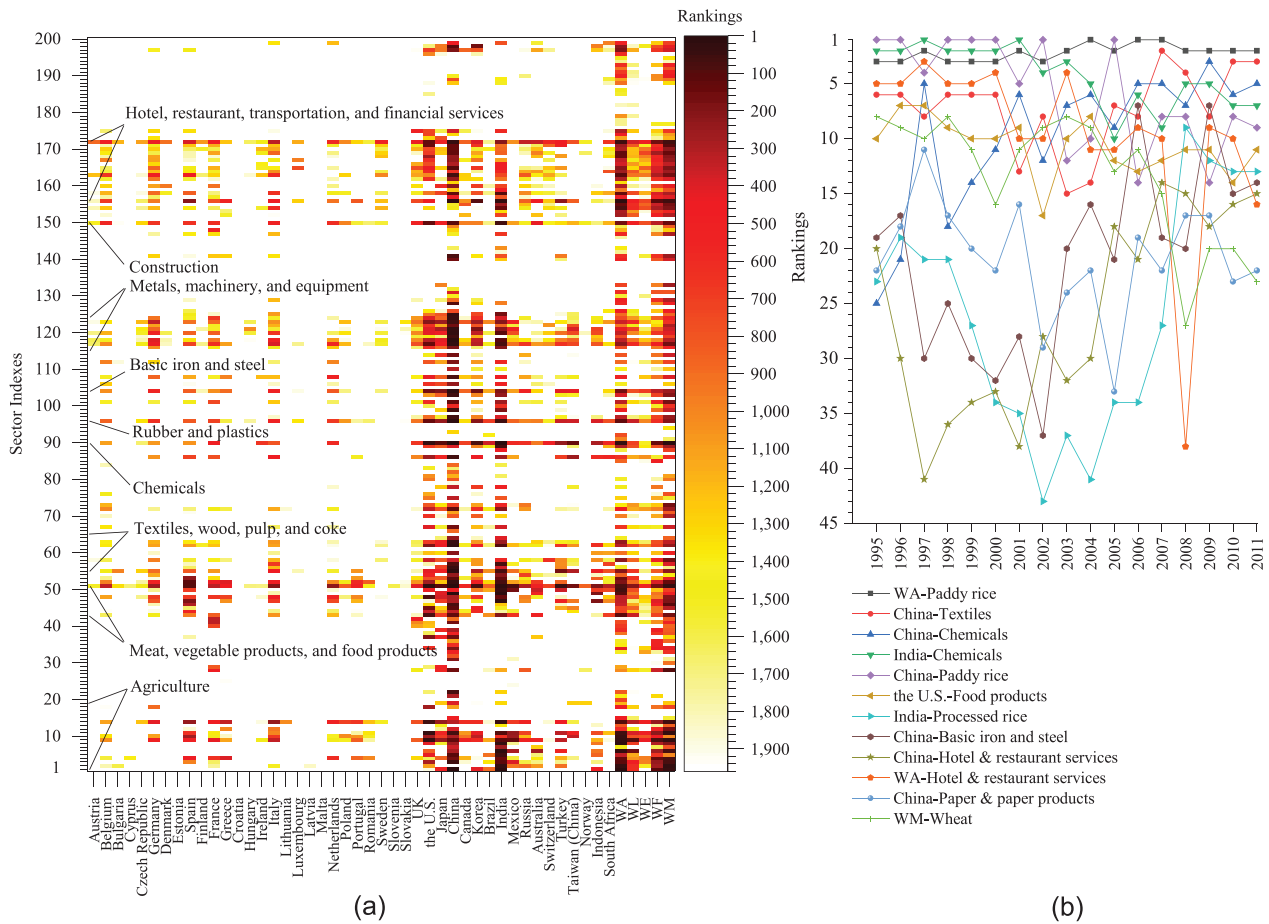 Rankings
200
190
180
170
160
150
140
130
120
110
100
90
80
70
60
50
40
30
20
10
1
Sector Indexes
Hotel, restaurant, transportation, and financial services
Construction
Metals, machinery, and equipment
Basic iron and steel
Rubber and plastics
Chemicals
Textiles, wood, pulp, and coke
Meat, vegetable products, and food products
Agriculture
Austria
Belgium
Bulgaria
Cyprus
Czech Republic
Germany
Denmark
Estonia
Spain
Finland
France
Greece
Croatia
Hungary
Ireland
Italy
Lithuania
Luxembourg
Latvia
Malta
Netherlands
Poland
Portugal
Romana
Sweden
Slovenia
Slovakia
UK
the U.S.
Japan
China
Canada
Korea
Brazil
India
Mexico
Russia
Australia
Switzerland
Turkey
Taiwan (China)
Norway
Indonesia
South Africa
WA
WL
WE
WF
WM
1
100
200
300
400
500
600
700
800
900
1,000
1,100
1,200
1,300
1,400
1,500
1,600
1,700
1,800
1,900
Rankings
(a)
Rankings
1
5
10
15
20
25
30
35
40
45
1995
1996
1997
1998
1999
2000
2001
2002
2003
2004
2005
2006
2007
2008
2009
2010
2011
WA-Paddy rice
China-Textiles
China-Chemicals
India-Chemicals
China-Paddy rice
the U.S.-Food products
India-Processed rice
China-Basic iron and steel
China-Hotel & restaurant services
WA-Hotel & restaurant services
China-Paper & paper products
WM-Wheat
(b)